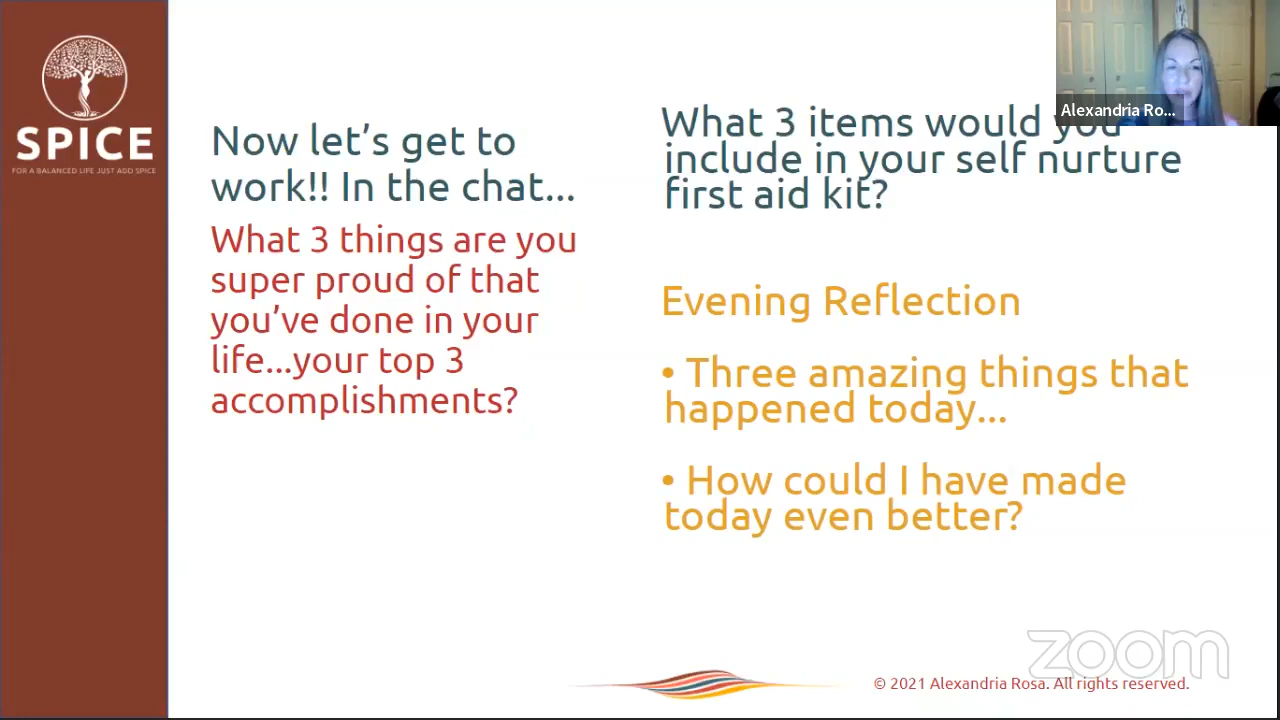 SPICE
FOR A BALANCED LIFE JUST ADD SPICE
Now let's get to
work!! In the chat...
What 3 things are you
super proud of that
you've done in your
life...your top 3
accomplishments?
What 3 items would you
include in your self nurture
first aid kit?
Evening Reflection
• Three amazing things that
happened today...
• How could I have made
today even better?
Alexandria Ro...
zoom
© 2021 Alexandria Rosa. All rights reserved.